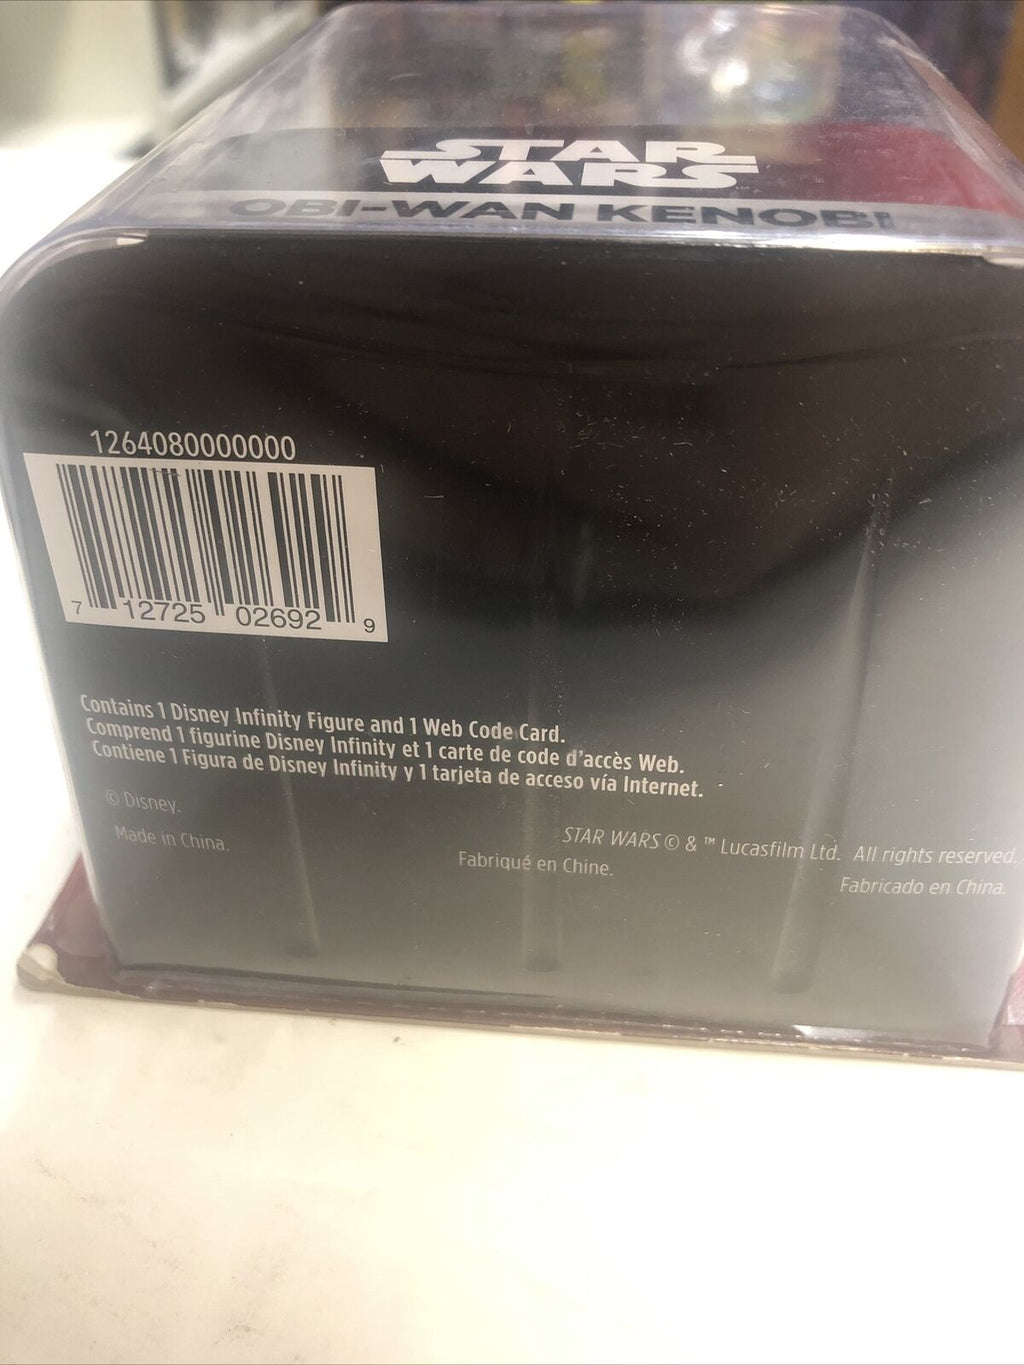 STAR
WARS
OBI-WAN KENOBI
1264080000000
7 12725 02692 9
Contains 1 Disney Infinity Figure and 1 Web Code Card.
Comprend 1 figurine Disney Infinity et 1 carte de code d'accès Web.
Contiene 1 Figura de Disney Infinity y 1 tarjeta de acceso vía Internet.
© Disney.
STAR WARS © & ™ Lucasfilm Ltd. All rights reserved.
Made in China.
Fabriqué en Chine.
Fabricado en China.